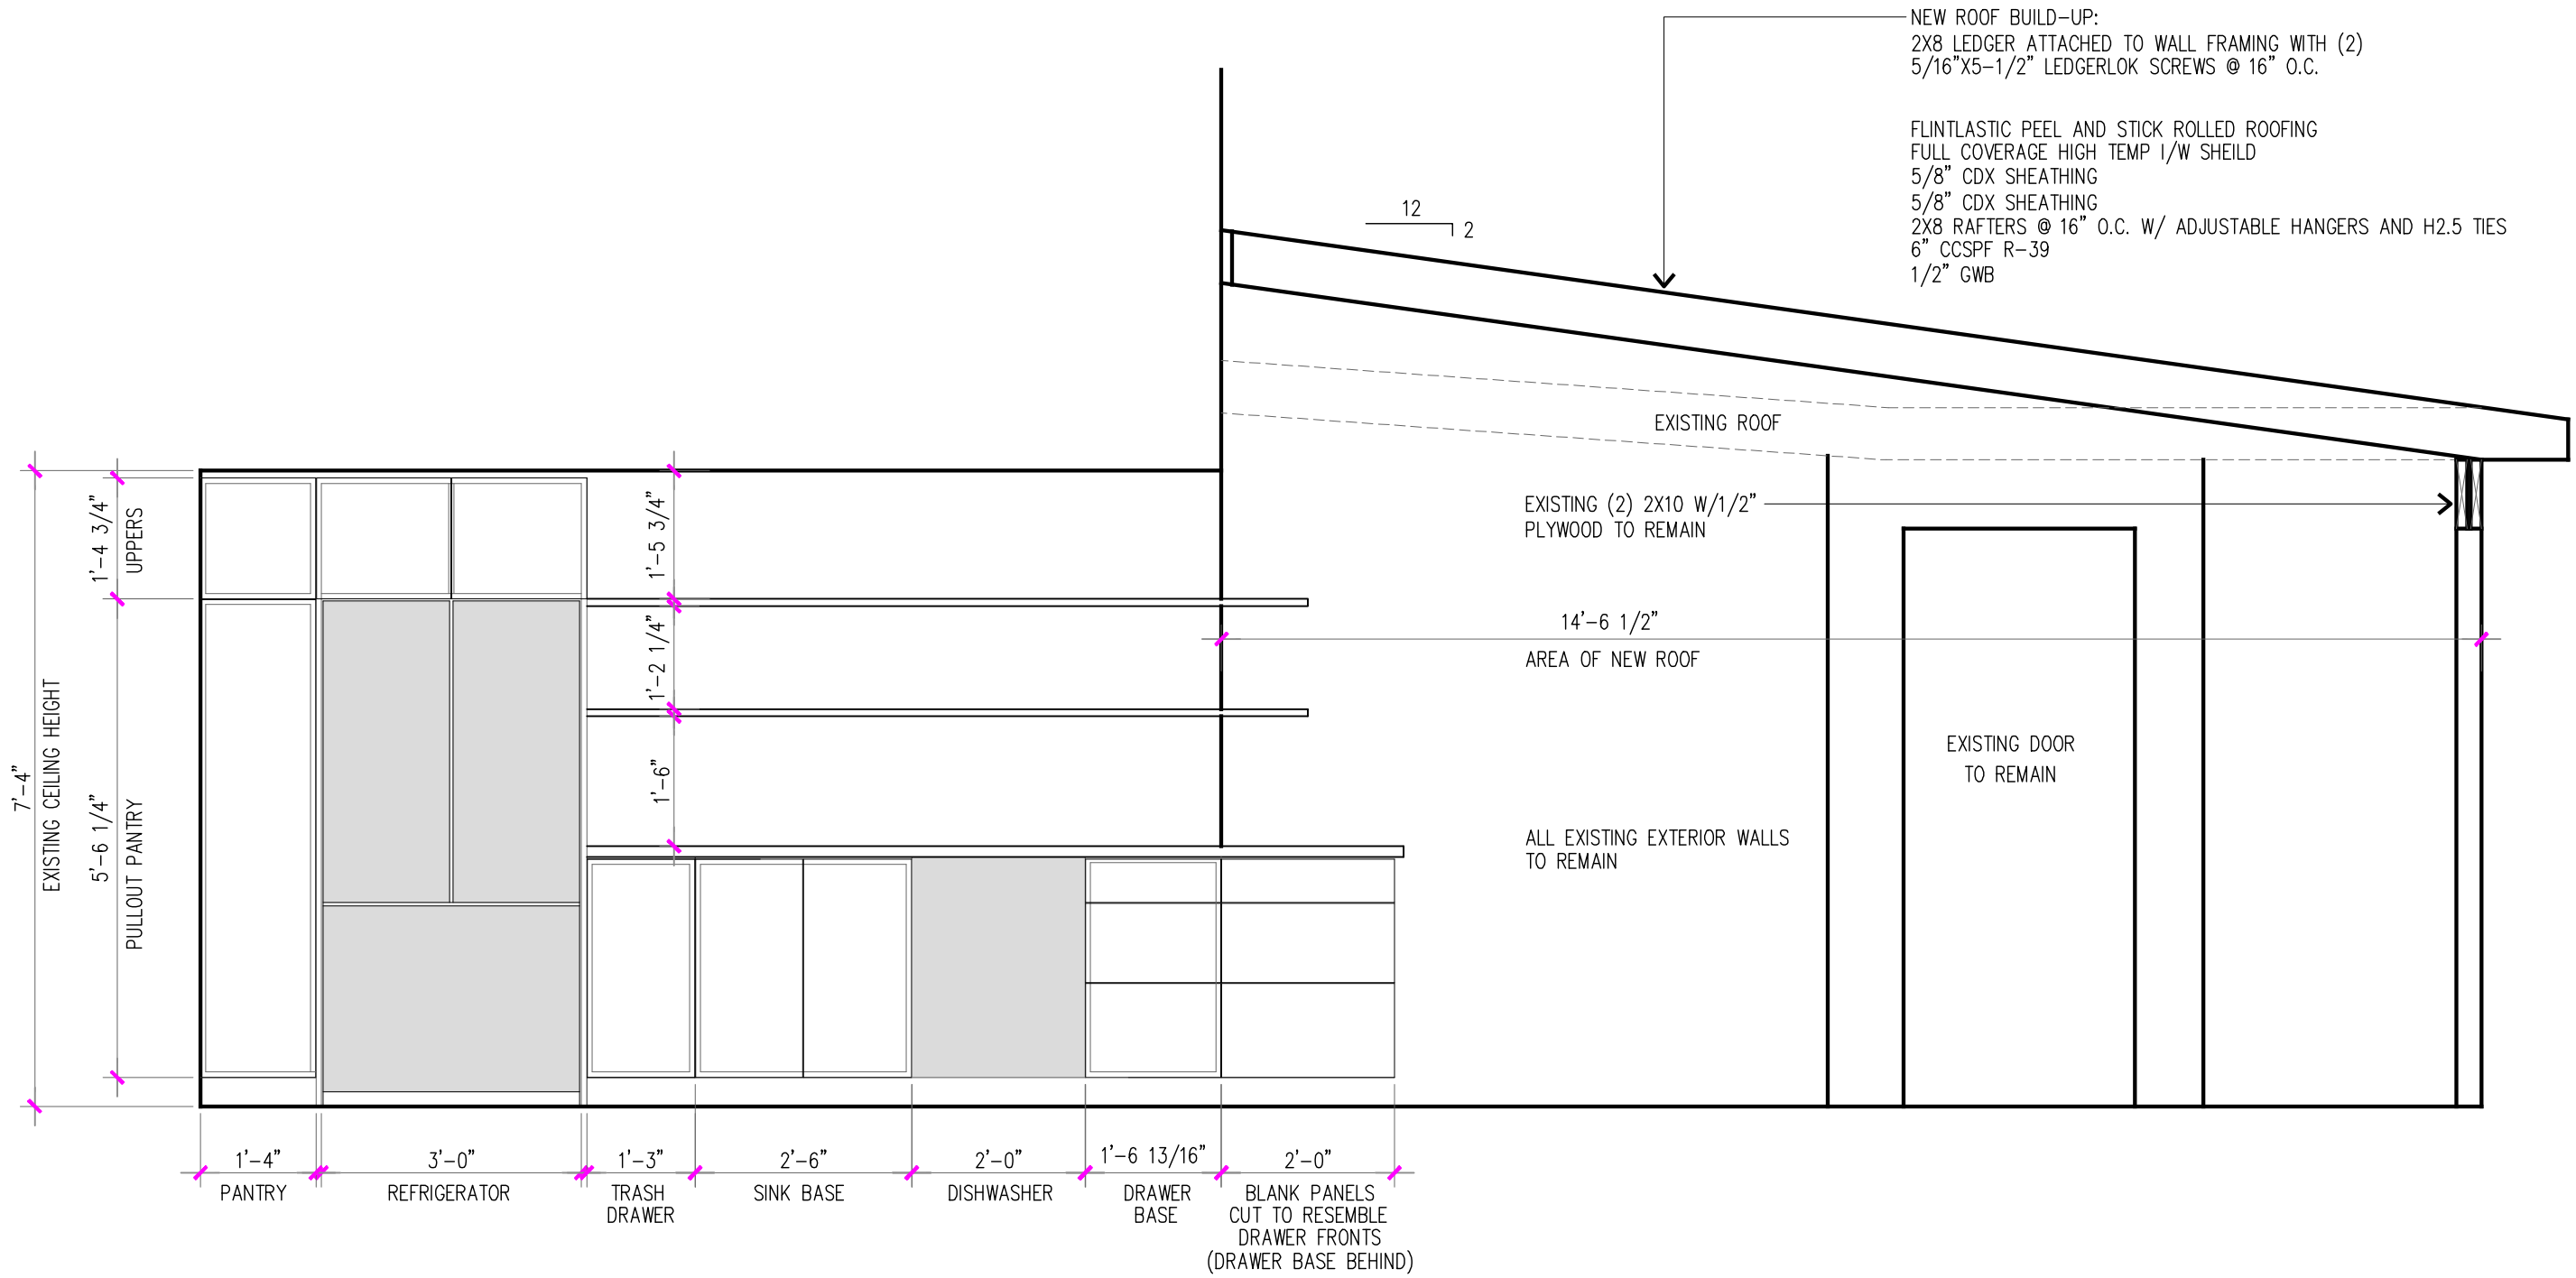 NEW ROOF BUILD-UP:
2X8 LEDGER ATTACHED TO WALL FRAMING WITH (2)
5/16"X5-1/2" LEDGERLOK SCREWS @ 16" O.C.
FLINTLASTIC PEEL AND STICK ROLLED ROOFING
FULL COVERAGE HIGH TEMP I/W SHEILD
5/8" CDX SHEATHING
5/8" CDX SHEATHING
2X8 RAFTERS @ 16" O.C. W/ ADJUSTABLE HANGERS AND H2.5 TIES
6" CCSPF R-39
1/2" GWB
12
2
EXISTING ROOF
EXISTING (2) 2X10 W/1/2"
PLYWOOD TO REMAIN
14'-6 1/2"
AREA OF NEW ROOF
EXISTING DOOR
TO REMAIN
ALL EXISTING EXTERIOR WALLS
TO REMAIN
7'-4"
EXISTING CEILING HEIGHT
1'-4 3/4"
UPPERS
5'-6 1/4"
PULLOUT PANTRY
1'-5 3/4"
1'-2 1/4"
1'-6"
1'-4"
PANTRY
3'-0"
REFRIGERATOR
1'-3"
TRASH
DRAWER
2'-6"
SINK BASE
2'-0"
DISHWASHER
1'-6 13/16"
DRAWER
BASE
2'-0"
BLANK PANELS
CUT TO RESEMBLE
DRAWER FRONTS
(DRAWER BASE BEHIND)